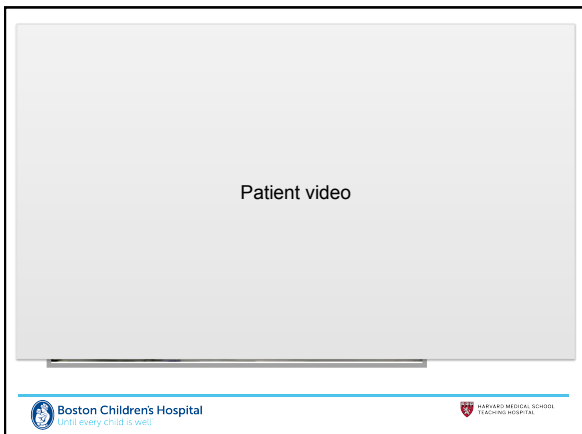 Patient video
Boston Children's Hospital
Until every child is well
HARVARD MEDICAL SCHOOL
TEACHING HOSPITAL